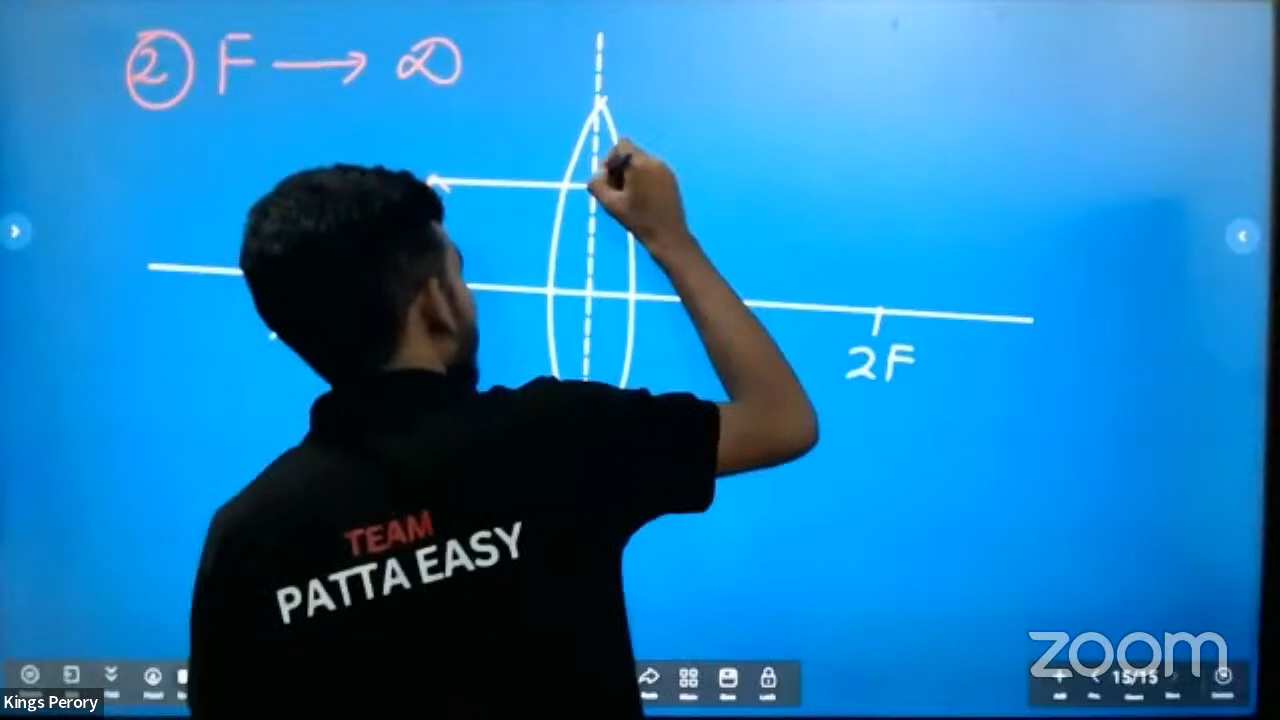 2 F → ∞
2F
TEAM
PATTA EASY
zoom
15/15
Kings Perory